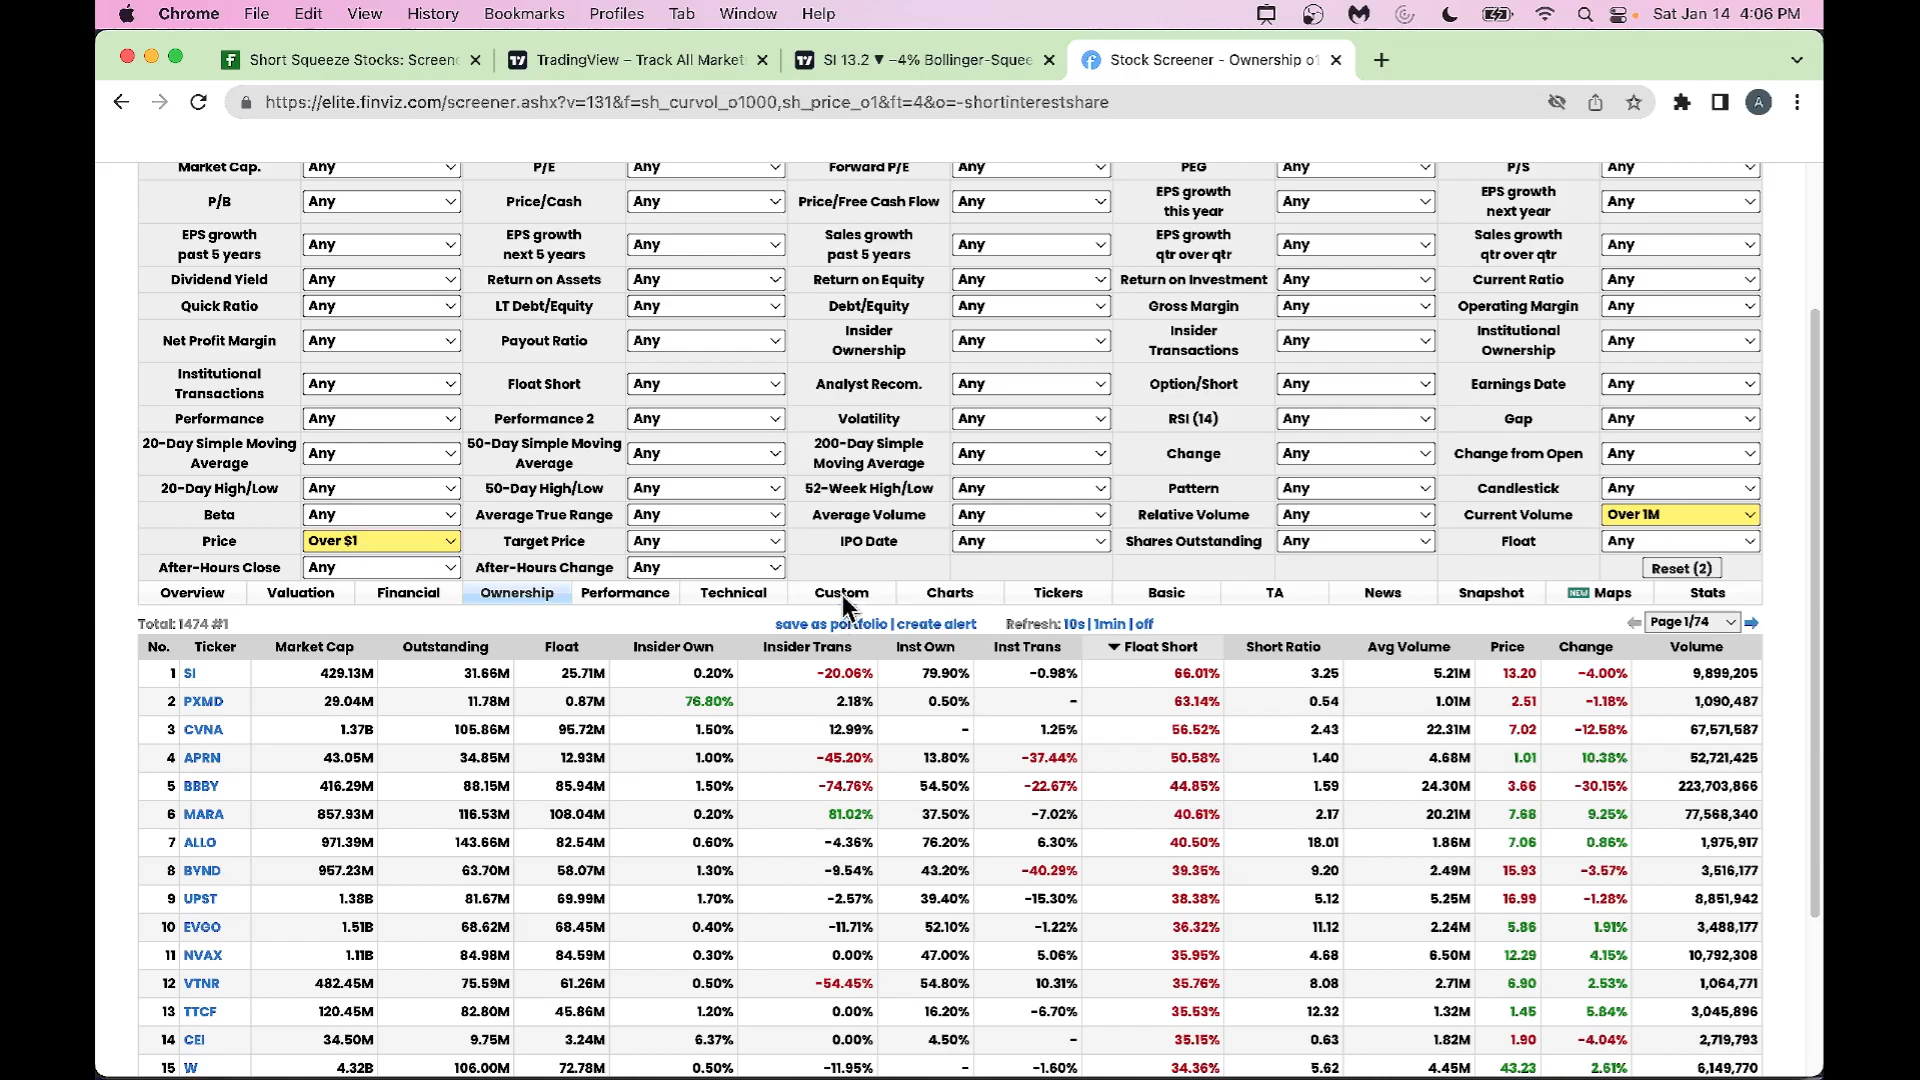 Chrome File Edit View History Bookmarks Profiles Tab Window Help Sat Jan 14 4:06 PM
Short Squeeze Stocks: Screen TradingView – Track All Market SI 13.2 ▼ −4% Bollinger-Squee Stock Screener - Ownership o1
https://elite.finviz.com/screener.ashx?v=131&f=sh_curvol_o1000,sh_price_o1&ft=4&o=-shortinterestshare A
Market Cap. Any P/E Any Forward P/E Any PEG Any P/S Any
P/B Any Price/Cash Any Price/Free Cash Flow Any EPS growth this year Any EPS growth next year Any
EPS growth past 5 years Any EPS growth next 5 years Any Sales growth past 5 years Any EPS growth qtr over qtr Any Sales growth qtr over qtr Any
Dividend Yield Any Return on Assets Any Return on Equity Any Return on Investment Any Current Ratio Any
Quick Ratio Any LT Debt/Equity Any Debt/Equity Any Gross Margin Any Operating Margin Any
Net Profit Margin Any Payout Ratio Any Insider Ownership Any Insider Transactions Any Institutional Ownership Any
Institutional Transactions Any Float Short Any Analyst Recom. Any Option/Short Any Earnings Date Any
Performance Any Performance 2 Any Volatility Any RSI (14) Any Gap Any
20-Day Simple Moving Average Any 50-Day Simple Moving Average Any 200-Day Simple Moving Average Any Change Any Change from Open Any
20-Day High/Low Any 50-Day High/Low Any 52-Week High/Low Any Pattern Any Candlestick Any
Beta Any Average True Range Any Average Volume Any Relative Volume Any Current Volume Over 1M
Price Over $1 Target Price Any IPO Date Any Shares Outstanding Any Float Any
After-Hours Close Any After-Hours Change Any Reset (2)
Overview Valuation Financial Ownership Performance Technical Custom Charts Tickers Basic TA News Snapshot NEW Maps Stats
Total: 1474 #1 save as portfolio | create alert Refresh: 10s | 1min | off Page 1/74
No. Ticker Market Cap Outstanding Float Insider Own Insider Trans Inst Own Inst Trans ▼ Float Short Short Ratio Avg Volume Price Change Volume
1 SI 429.13M 31.66M 25.71M 0.20% -20.06% 79.90% -0.98% 66.01% 3.25 5.21M 13.20 -4.00% 9,899,205
2 PXMD 29.04M 11.78M 0.87M 76.80% 2.18% 0.50% - 63.14% 0.54 1.01M 2.51 -1.18% 1,090,487
3 CVNA 1.37B 105.86M 95.72M 1.50% 12.99% - 1.25% 56.52% 2.43 22.31M 7.02 -12.58% 67,571,587
4 APRN 43.05M 34.85M 12.93M 1.00% -45.20% 13.80% -37.44% 50.58% 1.40 4.68M 1.01 10.38% 52,721,425
5 BBBY 416.29M 88.15M 85.94M 1.50% -74.76% 54.50% -22.67% 44.85% 1.59 24.30M 3.66 -30.15% 223,703,866
6 MARA 857.93M 116.53M 108.04M 0.20% 81.02% 37.50% -7.02% 40.61% 2.17 20.21M 7.68 9.25% 77,568,340
7 ALLO 971.39M 143.66M 82.54M 0.60% -4.36% 76.20% 6.30% 40.50% 18.01 1.86M 7.06 0.86% 1,975,917
8 BYND 957.23M 63.70M 58.07M 1.30% -9.54% 43.20% -40.29% 39.35% 9.20 2.49M 15.93 -3.57% 3,516,177
9 UPST 1.38B 81.67M 69.99M 1.70% -2.57% 39.40% -15.30% 38.38% 5.12 5.25M 16.99 -1.28% 8,851,942
10 EVGO 1.51B 68.62M 68.45M 0.40% -11.71% 52.10% -1.22% 36.32% 11.12 2.24M 5.86 1.91% 3,488,177
11 NVAX 1.11B 84.98M 84.59M 0.30% 0.00% 47.00% 5.06% 35.95% 4.68 6.50M 12.29 4.15% 10,792,308
12 VTNR 482.45M 75.59M 61.26M 0.50% -54.45% 54.80% 10.31% 35.76% 8.08 2.71M 6.90 2.53% 1,064,771
13 TTCF 120.45M 82.80M 45.86M 1.20% 0.00% 16.20% -6.70% 35.53% 12.32 1.32M 1.45 5.84% 3,045,896
14 CEI 34.50M 9.75M 3.24M 6.37% 0.00% 4.50% - 35.15% 0.63 1.82M 1.90 -4.04% 2,719,793
15 W 4.32B 106.00M 72.78M 0.50% -11.95% - -1.60% 34.36% 5.62 4.45M 43.23 2.61% 6,149,770